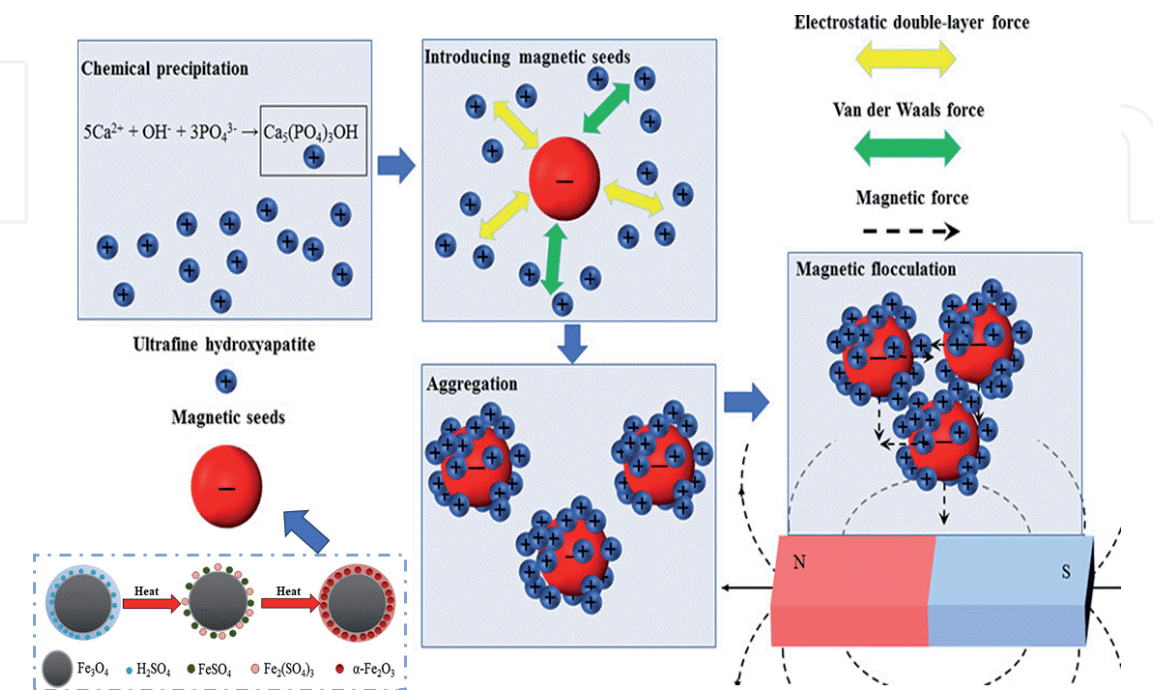 Chemical precipitation
5Ca²⁺ + OH⁻ + 3PO₄³⁻ → Ca₅(PO₄)₃OH
+
Ultrafine hydroxyapatite
+
Magnetic seeds
−
Heat
Heat
Fe₃O₄
H₂SO₄
FeSO₄
Fe₂(SO₄)₃
α-Fe₂O₃
Introducing magnetic seeds
−
Aggregation
Electrostatic double-layer force
Van der Waals force
Magnetic force
Magnetic flocculation
N
S